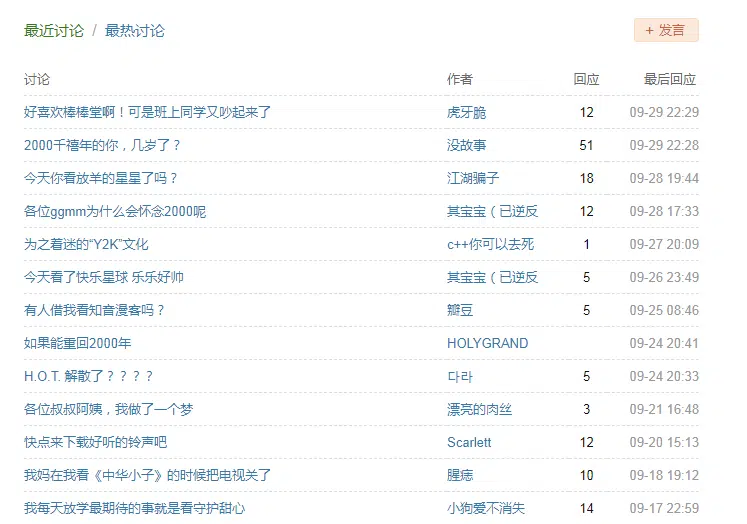 最近讨论 / 最热讨论 + 发言
讨论 作者 回应 最后回应
好喜欢棒棒堂啊！可是班上同学又吵起来了 虎牙脆 12 09-29 22:29
2000千禧年的你，几岁了？ 没故事 51 09-29 22:28
今天你看放羊的星星了吗？ 江湖骗子 18 09-28 19:44
各位ggmm为什么会怀念2000呢 其宝宝（已逆反 12 09-28 17:33
为之着迷的“Y2K”文化 c++你可以去死 1 09-27 20:09
今天看了快乐星球 乐乐好帅 其宝宝（已逆反 5 09-26 23:49
有人借我看知音漫客吗？ 瓣豆 5 09-25 08:46
如果能重回2000年 HOLYGRAND 09-24 20:41
H.O.T. 解散了？？？？ 다라 5 09-24 20:33
各位叔叔阿姨，我做了一个梦 漂亮的肉丝 3 09-21 16:48
快点来下载好听的铃声吧 Scarlett 12 09-20 15:13
我妈在我看《中华小子》的时候把电视关了 腥痣 10 09-18 19:12
我每天放学最期待的事就是看守护甜心 小狗爱不消失 14 09-17 22:59